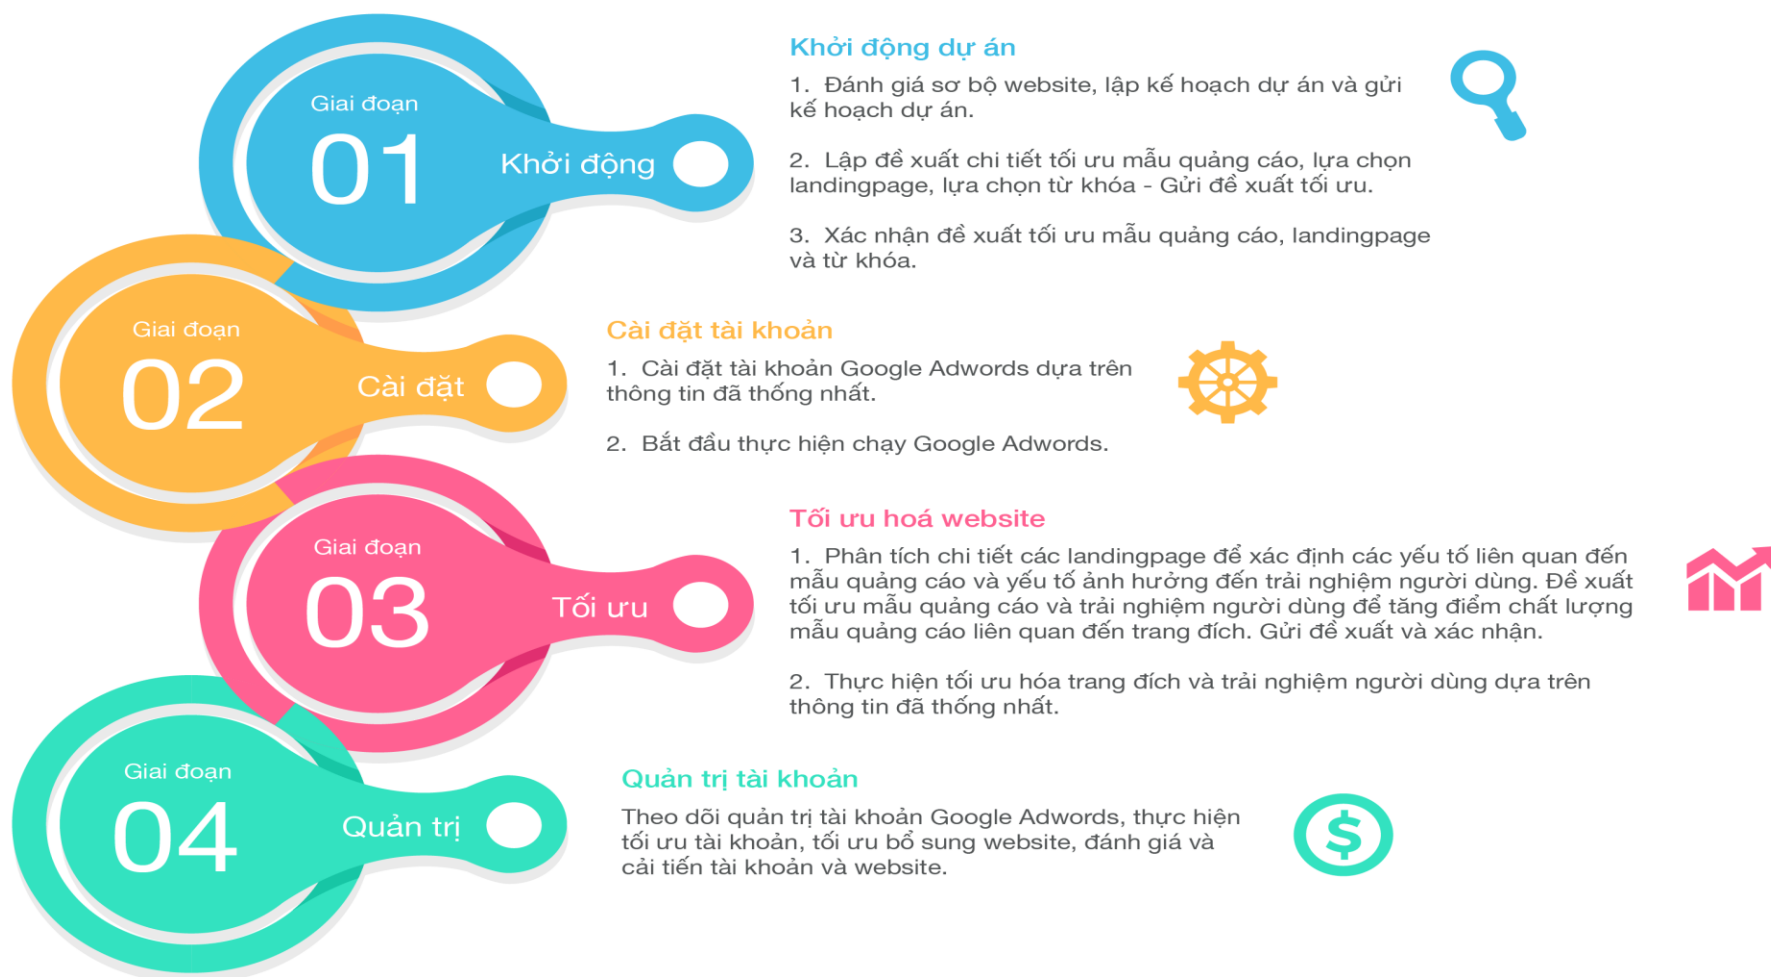 Giai đoạn
01
Khởi động
Khởi động dự án
1. Đánh giá sơ bộ website, lập kế hoạch dự án và gửi
kế hoạch dự án.
2. Lập đề xuất chi tiết tối ưu mẫu quảng cáo, lựa chọn
landingpage, lựa chọn từ khóa - Gửi đề xuất tối ưu.
3. Xác nhận đề xuất tối ưu mẫu quảng cáo, landingpage
và từ khóa.
Giai đoạn
02
Cài đặt
Cài đặt tài khoản
1. Cài đặt tài khoản Google Adwords dựa trên
thông tin đã thống nhất.
2. Bắt đầu thực hiện chạy Google Adwords.
Giai đoạn
03
Tối ưu
Tối ưu hoá website
1. Phân tích chi tiết các landingpage để xác định các yếu tố liên quan đến
mẫu quảng cáo và yếu tố ảnh hưởng đến trải nghiệm người dùng. Đề xuất
tối ưu mẫu quảng cáo và trải nghiệm người dùng để tăng điểm chất lượng
mẫu quảng cáo liên quan đến trang đích. Gửi đề xuất và xác nhận.
2. Thực hiện tối ưu hóa trang đích và trải nghiệm người dùng dựa trên
thông tin đã thống nhất.
Giai đoạn
04
Quản trị
Quản trị tài khoản
Theo dõi quản trị tài khoản Google Adwords, thực hiện
tối ưu tài khoản, tối ưu bổ sung website, đánh giá và
cải tiến tài khoản và website.
$